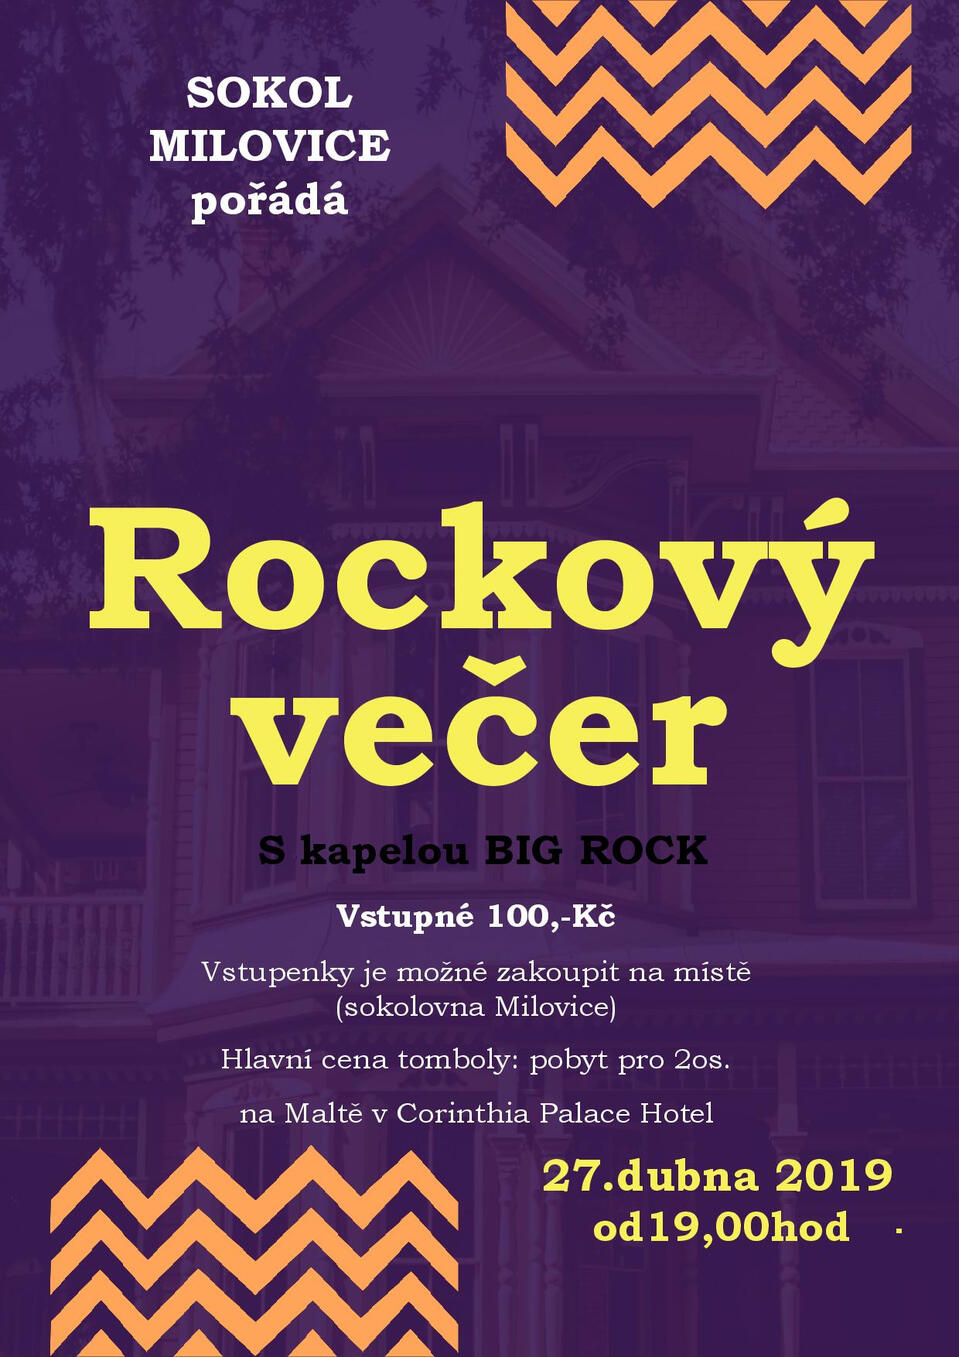 SOKOL
MILOVICE
pořádá
Rockový
večer
S kapelou BIG ROCK
Vstupné 100,-Kč
Vstupenky je možné zakoupit na místě
(sokolovna Milovice)
Hlavní cena tomboly: pobyt pro 2os.
na Maltě v Corinthia Palace Hotel
27.dubna 2019
od19,00hod .